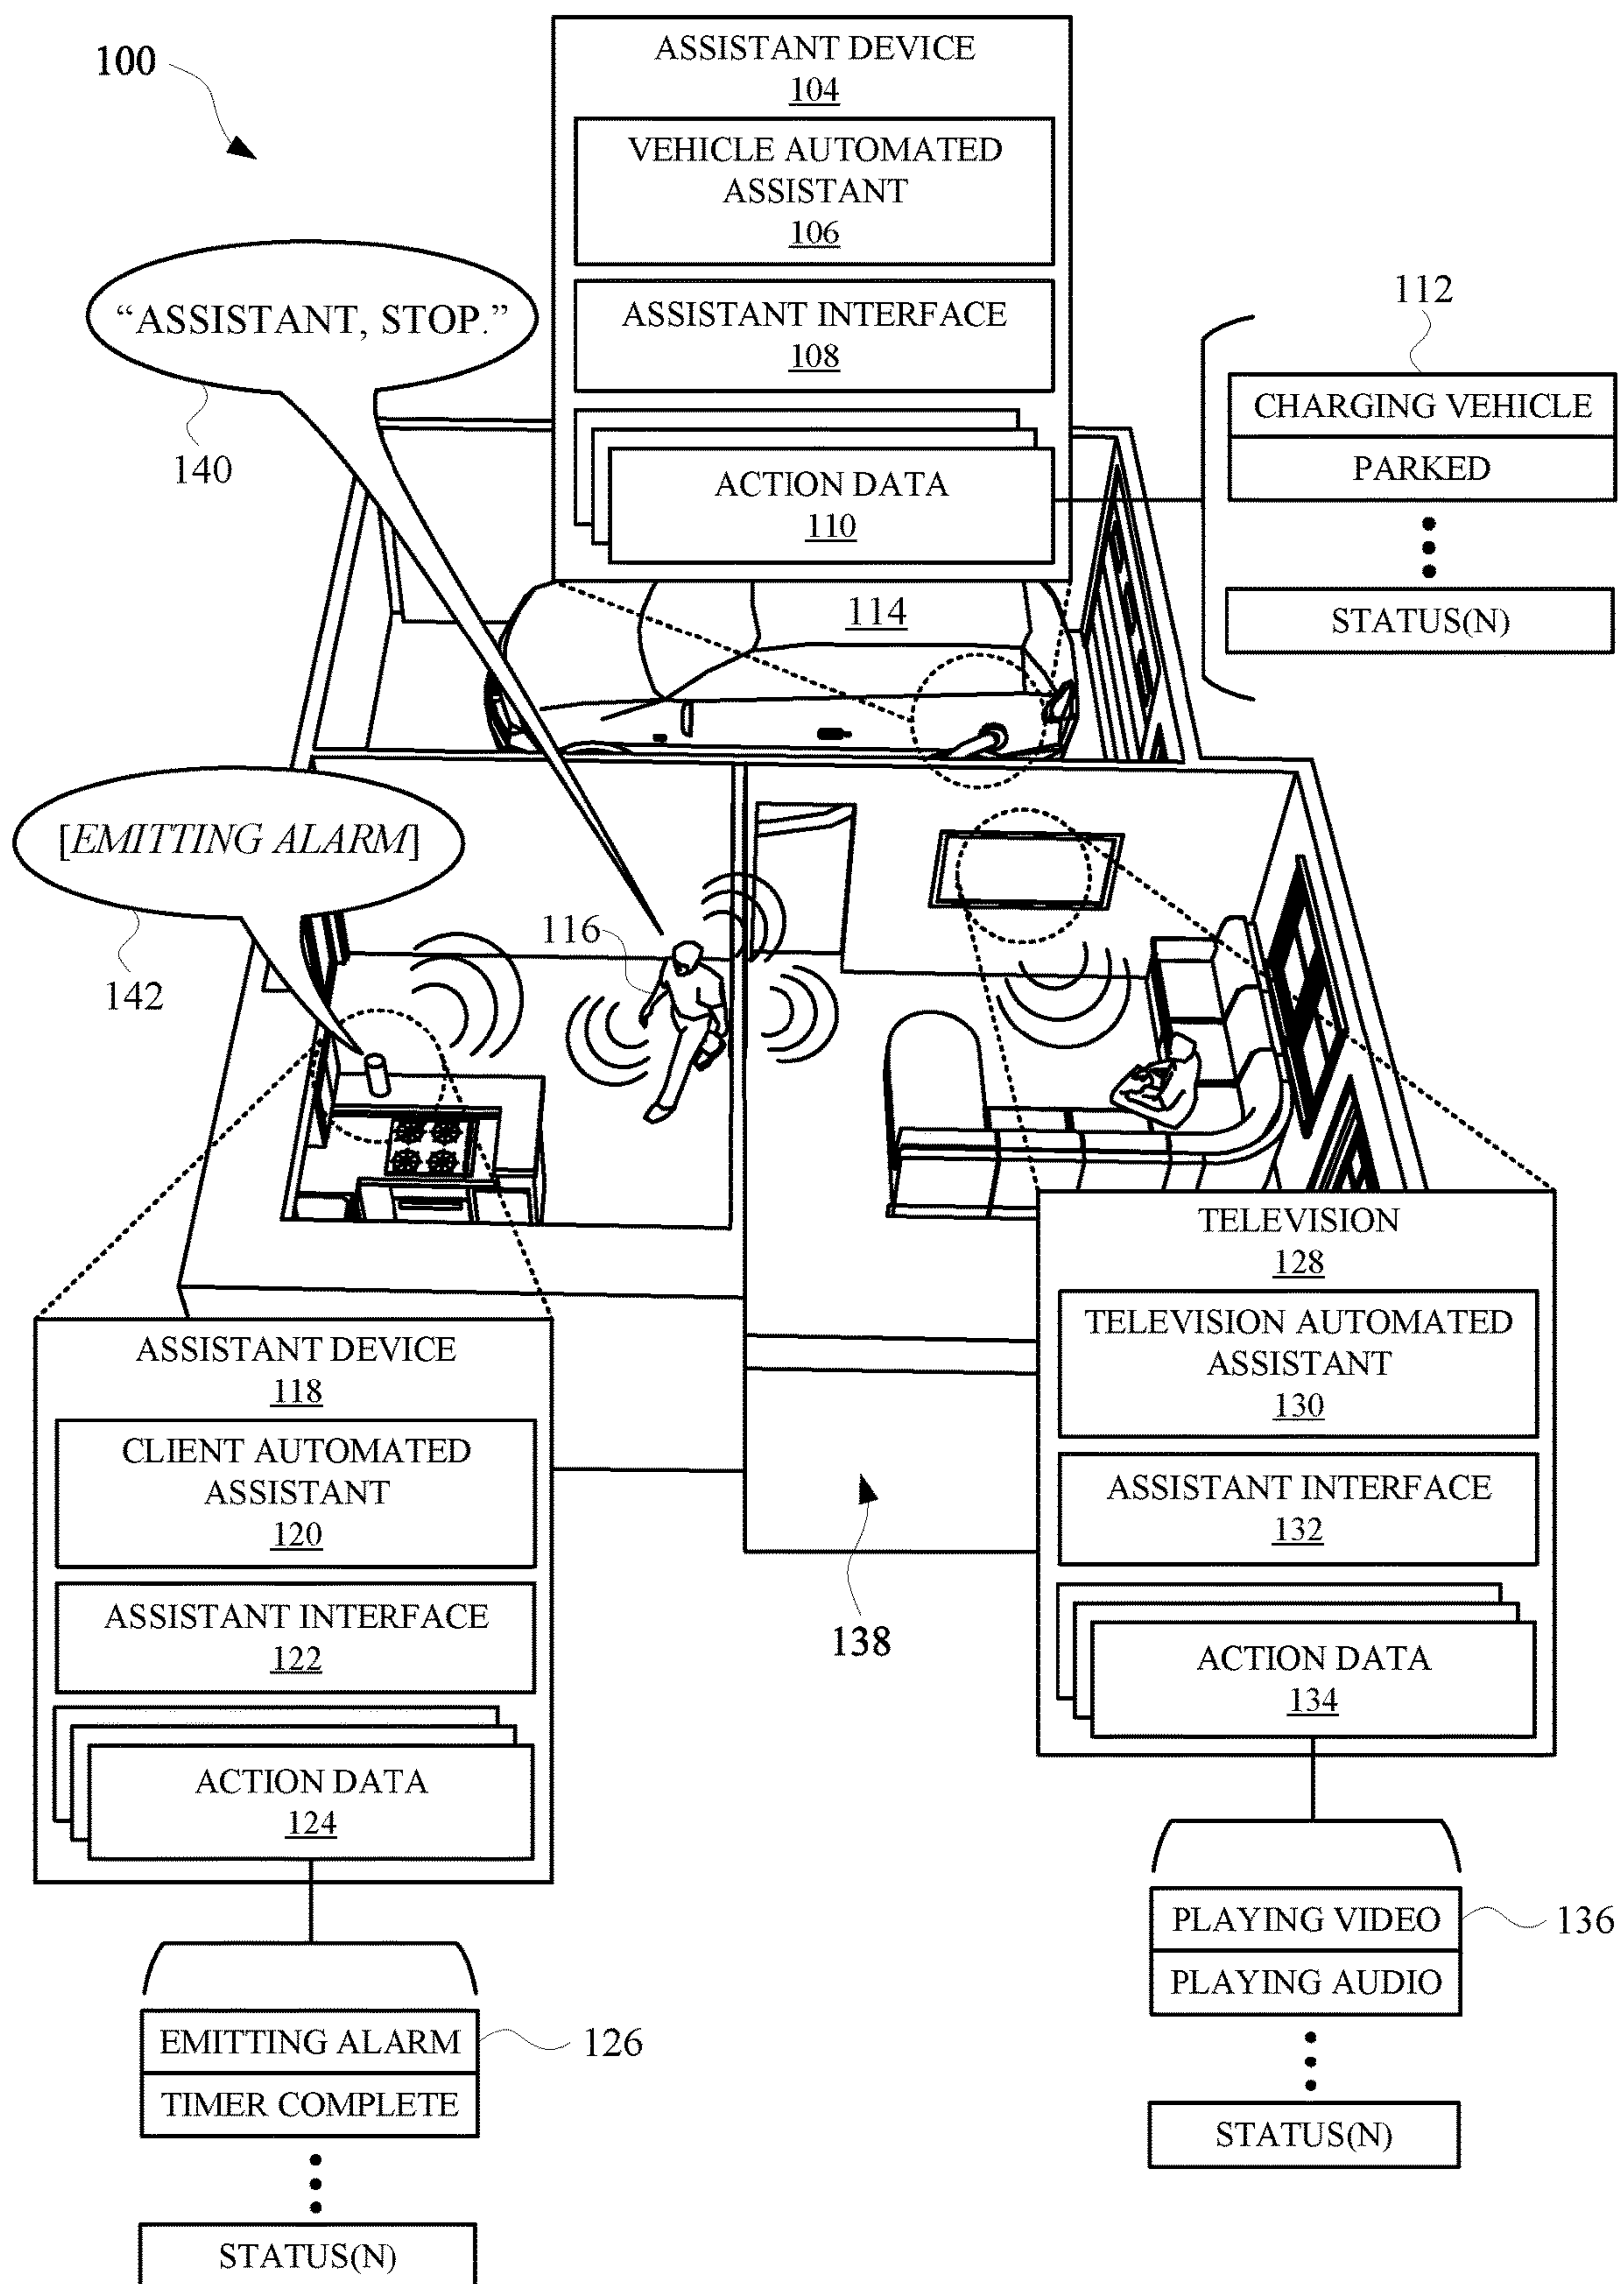 100
ASSISTANT DEVICE
104
VEHICLE AUTOMATED
ASSISTANT
106
ASSISTANT INTERFACE
108
ACTION DATA
110
112
CHARGING VEHICLE
PARKED
STATUS(N)
“ASSISTANT, STOP.”
140
114
[EMITTING ALARM]
142
116
ASSISTANT DEVICE
118
CLIENT AUTOMATED
ASSISTANT
120
ASSISTANT INTERFACE
122
ACTION DATA
124
EMITTING ALARM
126
TIMER COMPLETE
STATUS(N)
138
TELEVISION
128
TELEVISION AUTOMATED
ASSISTANT
130
ASSISTANT INTERFACE
132
ACTION DATA
134
PLAYING VIDEO
136
PLAYING AUDIO
STATUS(N)